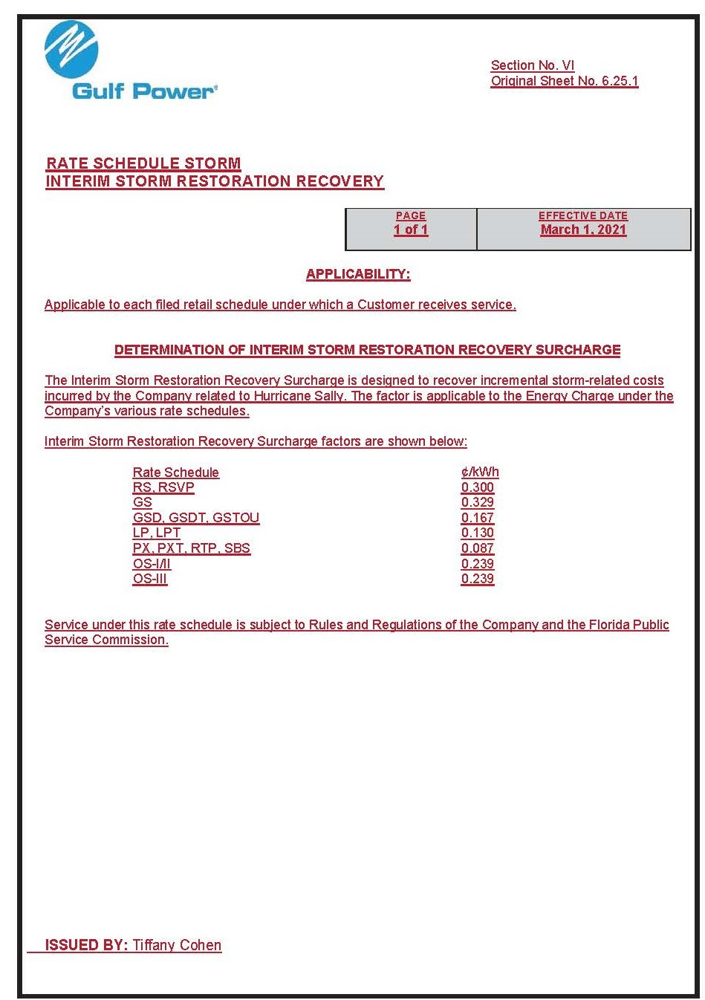 Gulf Power®
Section No. VI
Original Sheet No. 6.25.1
RATE SCHEDULE STORM
INTERIM STORM RESTORATION RECOVERY
PAGE EFFECTIVE DATE
1 of 1 March 1, 2021
APPLICABILITY:
Applicable to each filed retail schedule under which a Customer receives service.
DETERMINATION OF INTERIM STORM RESTORATION RECOVERY SURCHARGE
The Interim Storm Restoration Recovery Surcharge is designed to recover incremental storm-related costs
incurred by the Company related to Hurricane Sally. The factor is applicable to the Energy Charge under the
Company's various rate schedules.
Interim Storm Restoration Recovery Surcharge factors are shown below:
Rate Schedule ¢/kWh
RS, RSVP 0.300
GS 0.329
GSD, GSDT, GSTOU 0.167
LP, LPT 0.130
PX, PXT, RTP, SBS 0.087
OS-I/II 0.239
OS-III 0.239
Service under this rate schedule is subject to Rules and Regulations of the Company and the Florida Public
Service Commission.
ISSUED BY: Tiffany Cohen